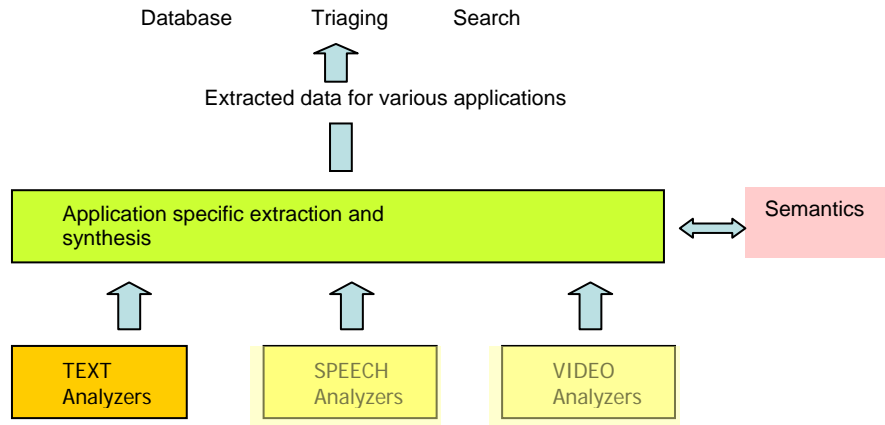 Database Triaging Search
Extracted data for various applications
Application specific extraction and
synthesis
Semantics
TEXT
Analyzers
SPEECH
Analyzers
VIDEO
Analyzers